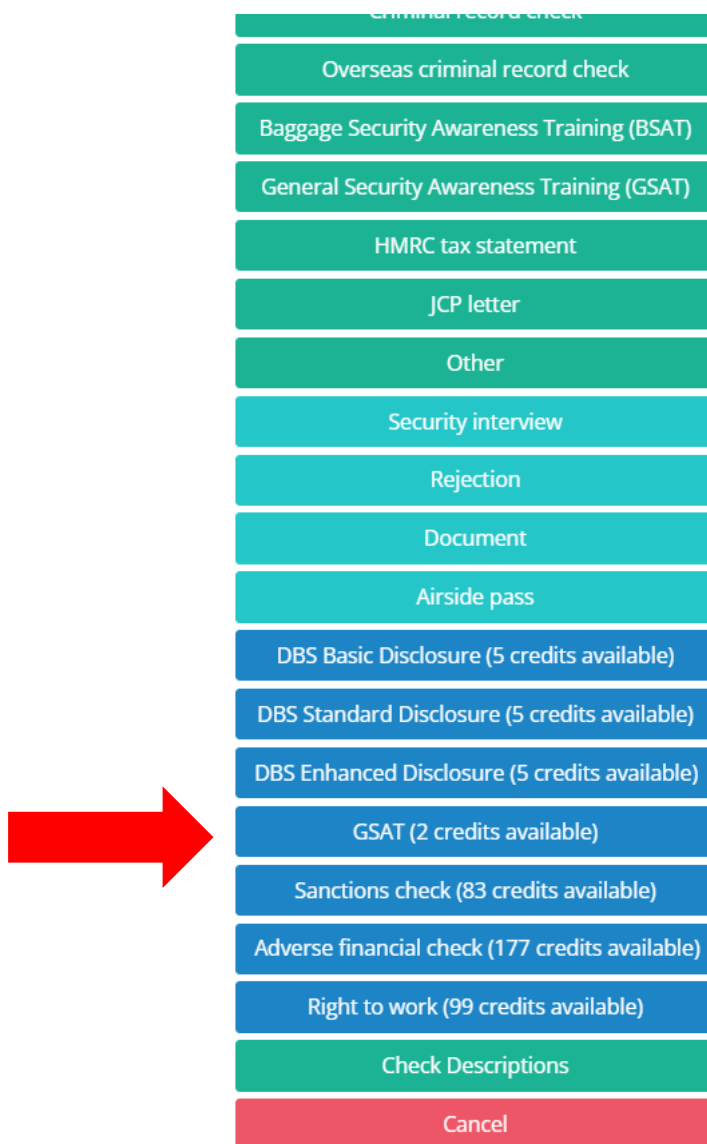 Criminal record check
Overseas criminal record check
Baggage Security Awareness Training (BSAT)
General Security Awareness Training (GSAT)
HMRC tax statement
JCP letter
Other
Security interview
Rejection
Document
Airside pass
DBS Basic Disclosure (5 credits available)
DBS Standard Disclosure (5 credits available)
DBS Enhanced Disclosure (5 credits available)
GSAT (2 credits available)
Sanctions check (83 credits available)
Adverse financial check (177 credits available)
Right to work (99 credits available)
Check Descriptions
Cancel